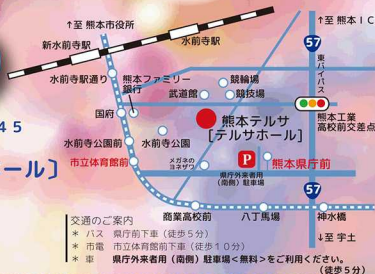 ↑至 熊本市役所
↑至 熊本IC
新水前寺駅
水前寺駅
57
水前寺駅通り
熊本ファミリー
銀行
競輪場
武道館
競技場
東バイパス
国府
熊本テルサ
[テルサホール]
熊本工業
高校前交差点
45
水前寺公園前
水前寺公園
ール]
市立体育館前
メガネの
ヨネザワ
P
熊本県庁前
県庁外来者用
(南側)駐車場
57
商業高校前
八丁馬場
神水橋
交通のご案内
* バス 県庁前下車(徒歩5分)
* 市電 市立体育館前下車(徒歩10分)
* 車 県庁外来者用(南側)駐車場<無料>をご利用ください。
(徒歩3分)
↓至 宇土